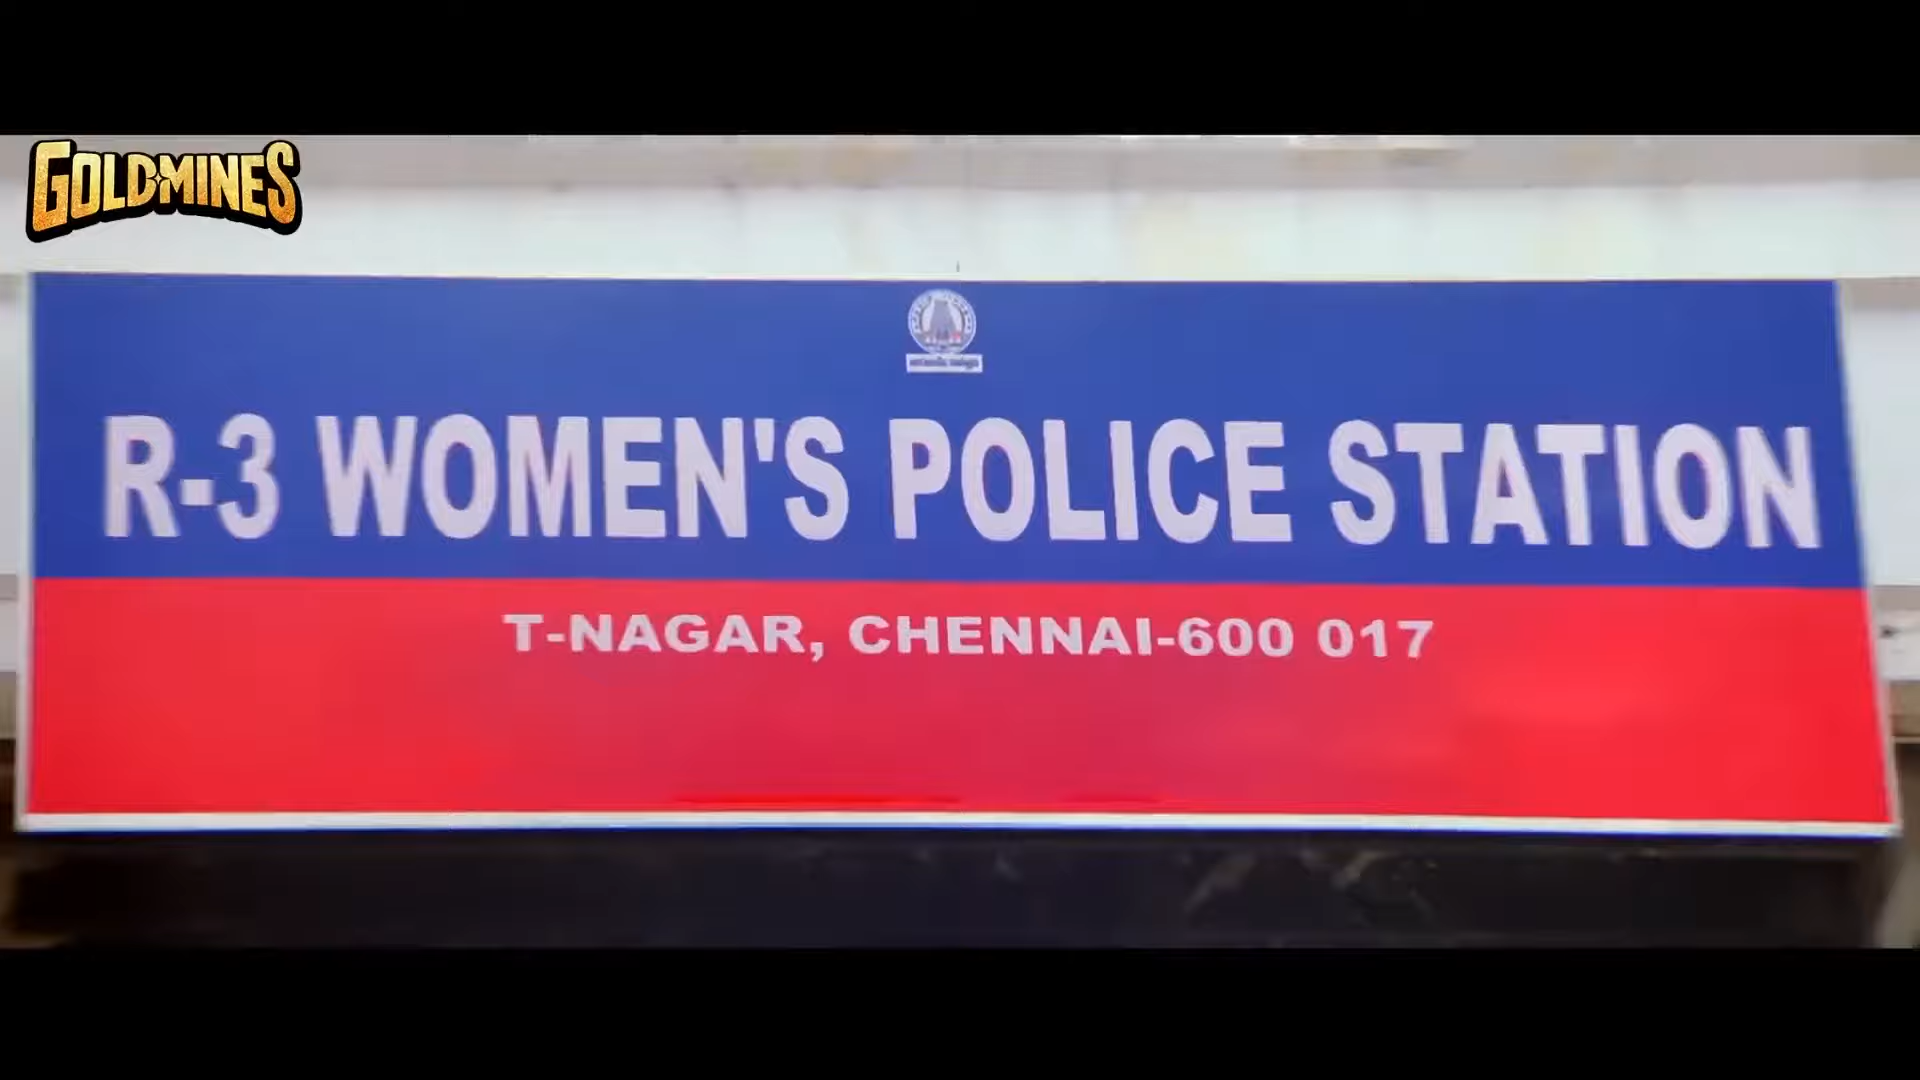 GOLDMINES
R-3 WOMEN'S POLICE STATION
T-NAGAR, CHENNAI-600 017